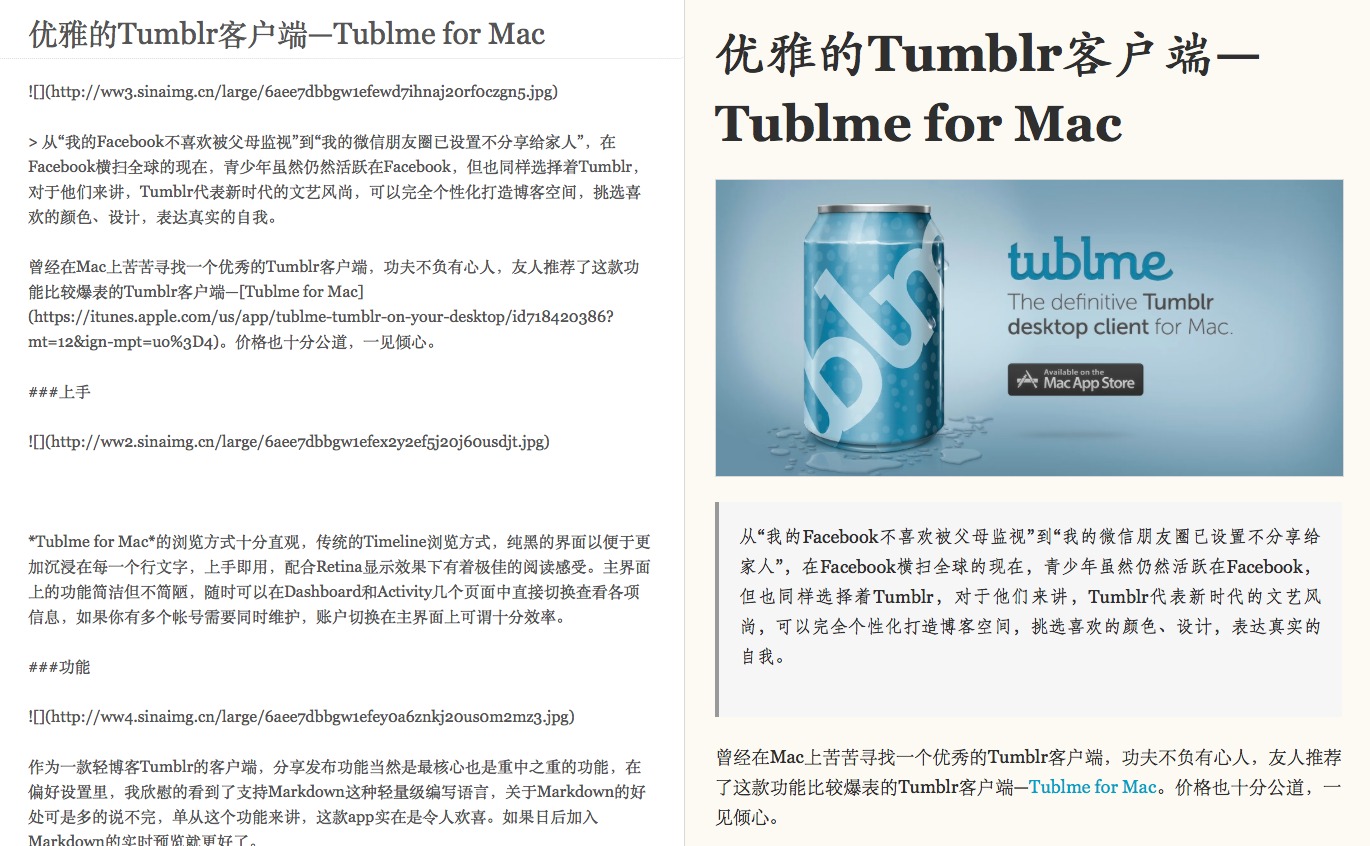 优雅的Tumblr客户端—Tublme for Mac
![](http://ww3.sinaimg.cn/large/6aee7dbbgw1efewd7ihnaj20rf0czgn5.jpg)
> 从“我的Facebook不喜欢被父母监视”到“我的微信朋友圈已设置不分享给家人”，在
Facebook横扫全球的现在，青少年虽然仍然活跃在Facebook，但也同样选择着Tumblr，
对于他们来讲，Tumblr代表新时代的文艺风尚，可以完全个性化打造博客空间，挑选喜
欢的颜色、设计，表达真实的自我。
曾经在Mac上苦苦寻找一个优秀的Tumblr客户端，功夫不负有心人，友人推荐了这款功
能比较爆表的Tumblr客户端—[Tublme for Mac]
(https://itunes.apple.com/us/app/tublme-tumblr-on-your-desktop/id718420386?
mt=12&ign-mpt=uo%3D4)。价格也十分公道，一见倾心。
###上手
![](http://ww2.sinaimg.cn/large/6aee7dbbgw1efex2y2ef5j20j60usdjt.jpg)
*Tublme for Mac*的浏览方式十分直观，传统的Timeline浏览方式，纯黑的界面以便于更
加沉浸在每一个行文字，上手即用，配合Retina显示效果下有着极佳的阅读感受。主界面
上的功能简洁但不简陋，随时可以在Dashboard和Activity几个页面中直接切换查看各项
信息，如果你有多个帐号需要同时维护，账户切换在主界面上可谓十分效率。
###功能
![](http://ww4.sinaimg.cn/large/6aee7dbbgw1efey0a6znkj20us0m2mz3.jpg)
作为一款轻博客Tumblr的客户端，分享发布功能当然是最核心也是重中之重的功能，在
偏好设置里，我欣慰的看到了支持Markdown这种轻量级编写语言，关于Markdown的好
处可是多的说不完，单从这个功能来讲，这款app实在是令人欢喜。如果日后加入
Markdown的实时预览就更好了。
优雅的Tumblr客户端—
Tublme for Mac
bln
tublme
The definitive Tumblr
desktop client for Mac.
Available on the
Mac App Store
从“我的Facebook不喜欢被父母监视”到“我的微信朋友圈已设置不分享给
家人”，在Facebook横扫全球的现在，青少年虽然仍然活跃在Facebook，
但也同样选择着Tumblr，对于他们来讲，Tumblr代表新时代的文艺风
尚，可以完全个性化打造博客空间，挑选喜欢的颜色、设计，表达真实的
自我。
曾经在Mac上苦苦寻找一个优秀的Tumblr客户端，功夫不负有心人，友人推荐
了这款功能比较爆表的Tumblr客户端—Tublme for Mac。价格也十分公道，一
见倾心。